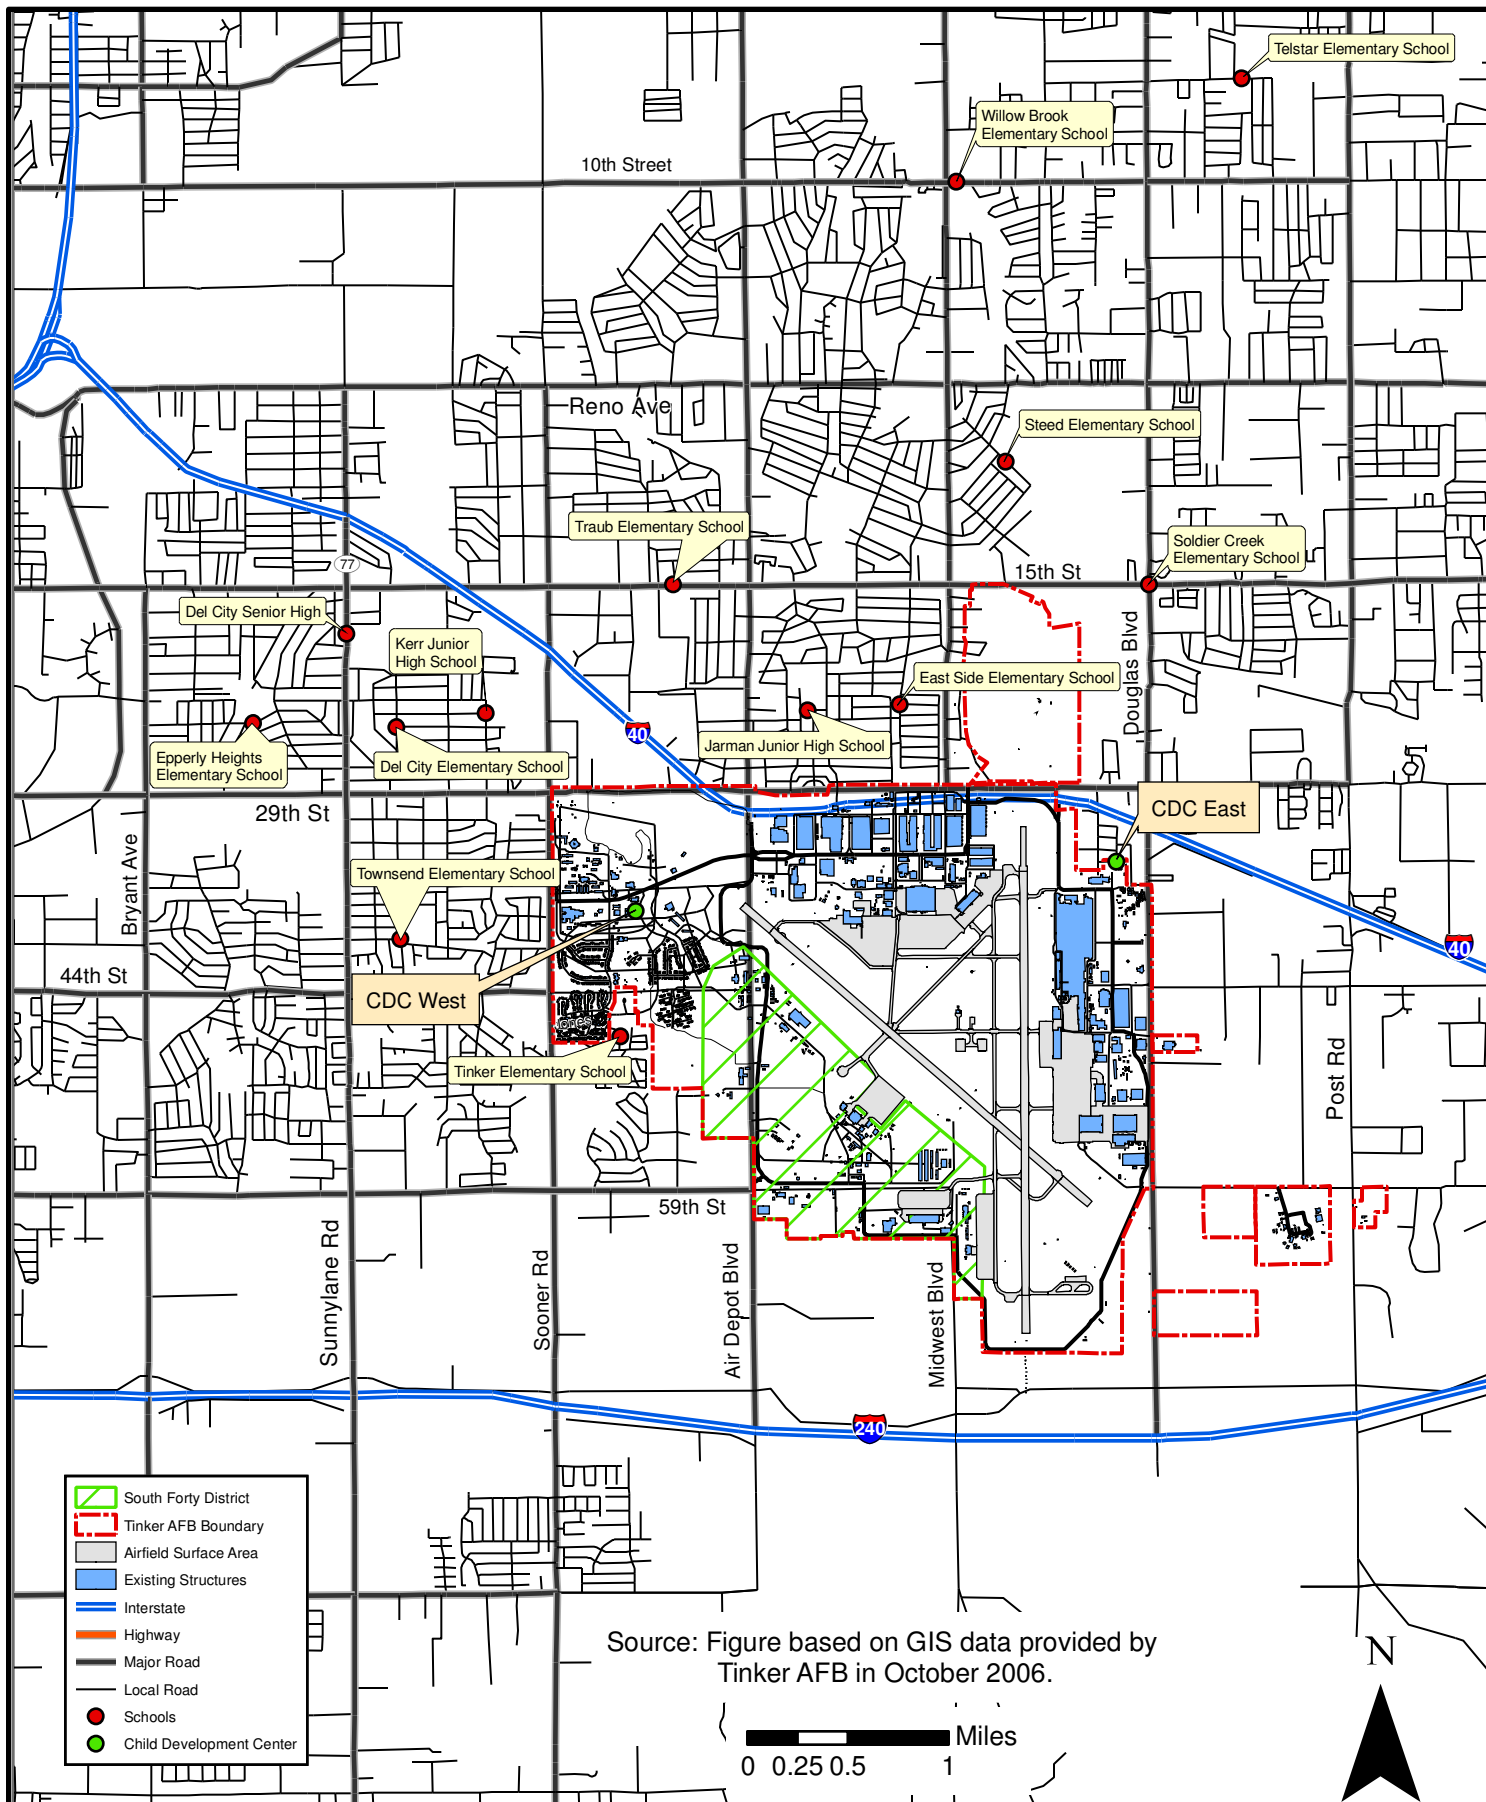 Telstar Elementary School
Willow Brook
Elementary School
10th Street
Reno Ave
Steed Elementary School
Traub Elementary School
Soldier Creek
Elementary School
15th St
77
Del City Senior High
Kerr Junior
High School
East Side Elementary School
Douglas Blvd
40
Jarman Junior High School
Epperly Heights
Elementary School
Del City Elementary School
29th St
CDC East
Bryant Ave
Townsend Elementary School
40
44th St
CDC West
Tinker Elementary School
Post Rd
59th St
Sunnylane Rd
Sooner Rd
Air Depot Blvd
Midwest Blvd
240
South Forty District
Tinker AFB Boundary
Airfield Surface Area
Existing Structures
Interstate
Highway
Major Road
Local Road
Schools
Child Development Center
Source: Figure based on GIS data provided by
Tinker AFB in October 2006.
N
Miles
0 0.25 0.5 1